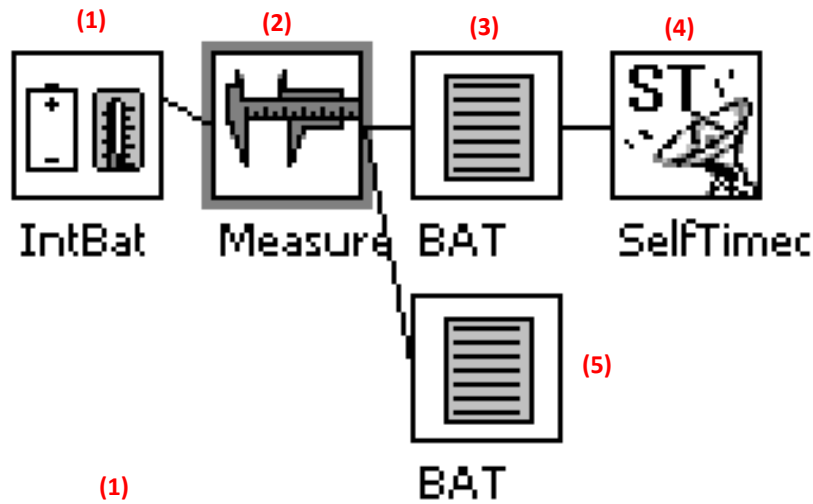 (1) (2) (3) (4)
+
-
ST
IntBat Measure BAT SelfTimec
(5)
(1) BAT